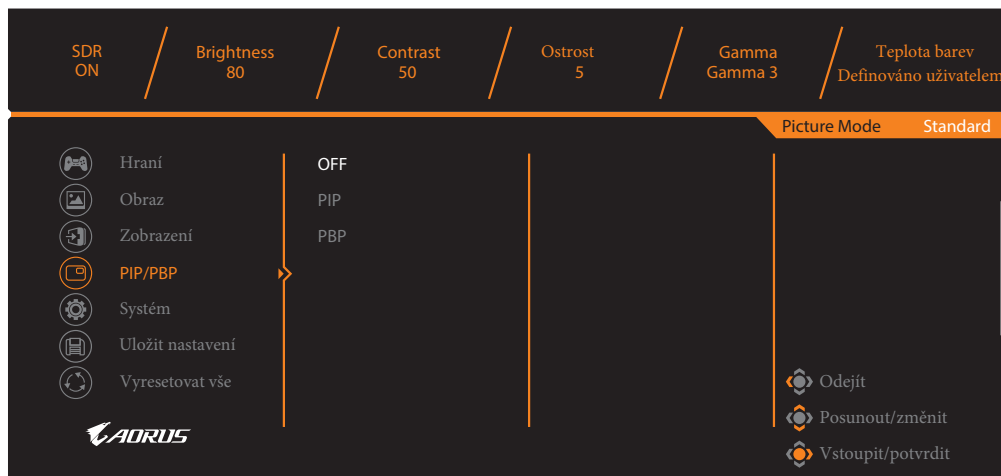 SDR
ON
Brightness
80
Contrast
50
Ostrost
5
Gamma
Gamma 3
Teplota barev
Definováno uživatelem
Picture Mode Standard
Hraní
Obraz
Zobrazení
PIP/PBP
Systém
Uložit nastavení
Vyresetovat vše
OFF
PIP
PBP
Odejít
Posunout/změnit
Vstoupit/potvrdit
AORUS